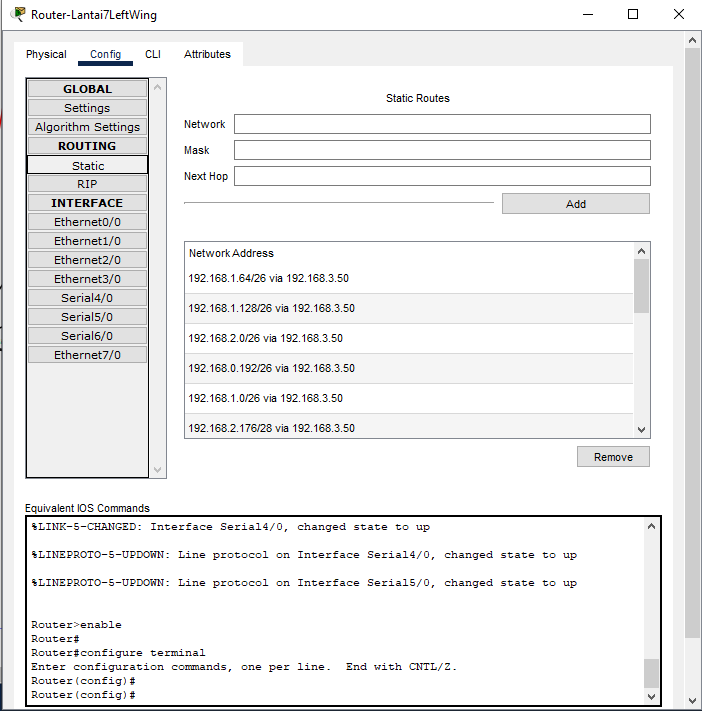 Router-Lantai7LeftWing
Physical Config CLI Attributes
GLOBAL
Settings
Algorithm Settings
ROUTING
Static
RIP
INTERFACE
Ethernet0/0
Ethernet1/0
Ethernet2/0
Ethernet3/0
Serial4/0
Serial5/0
Serial6/0
Ethernet7/0
Static Routes
Network
Mask
Next Hop
Add
Network Address
192.168.1.64/26 via 192.168.3.50
192.168.1.128/26 via 192.168.3.50
192.168.2.0/26 via 192.168.3.50
192.168.0.192/26 via 192.168.3.50
192.168.1.0/26 via 192.168.3.50
192.168.2.176/28 via 192.168.3.50
Remove
Equivalent IOS Commands
%LINK-5-CHANGED: Interface Serial4/0, changed state to up
%LINEPROTO-5-UPDOWN: Line protocol on Interface Serial4/0, changed state to up
%LINEPROTO-5-UPDOWN: Line protocol on Interface Serial5/0, changed state to up
Router>enable
Router#
Router#configure terminal
Enter configuration commands, one per line. End with CNTL/Z.
Router(config)#
Router(config)#